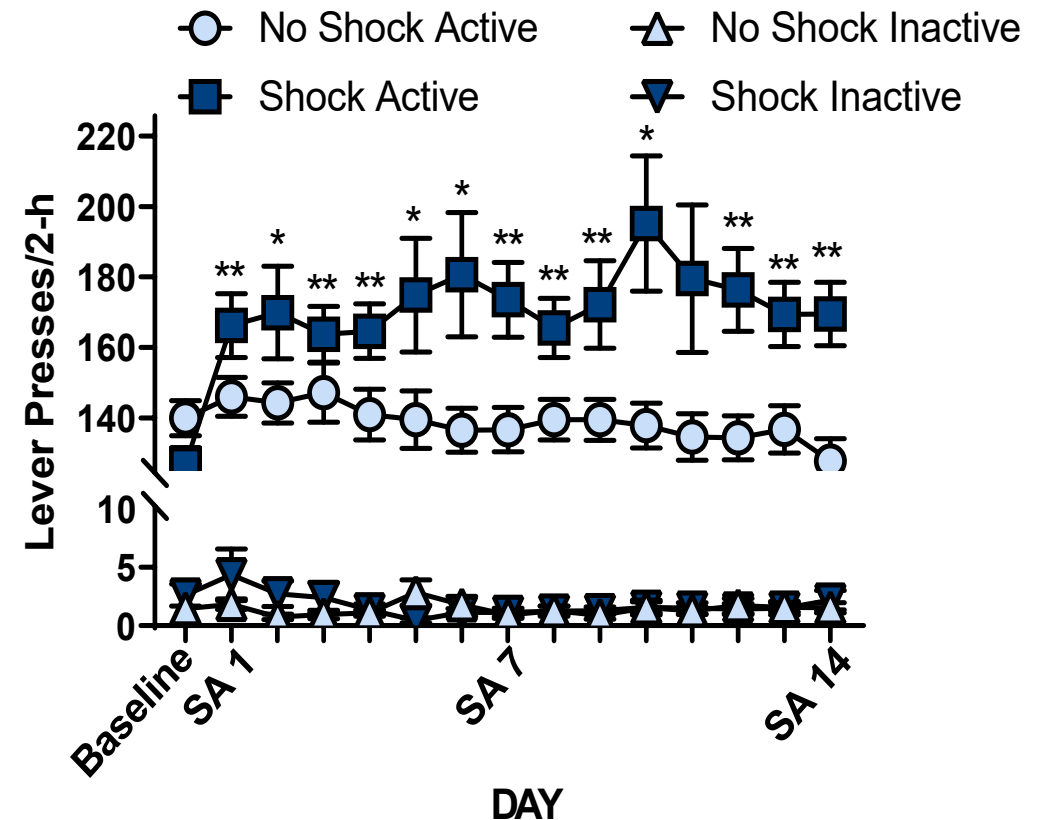 No Shock Active
No Shock Inactive
Shock Active
Shock Inactive
Lever Presses/2-h
220
200
180
160
140
10
5
0
**
*
**
**
*
*
**
**
**
*
**
**
**
Baseline
SA 1
SA 7
SA 14
DAY